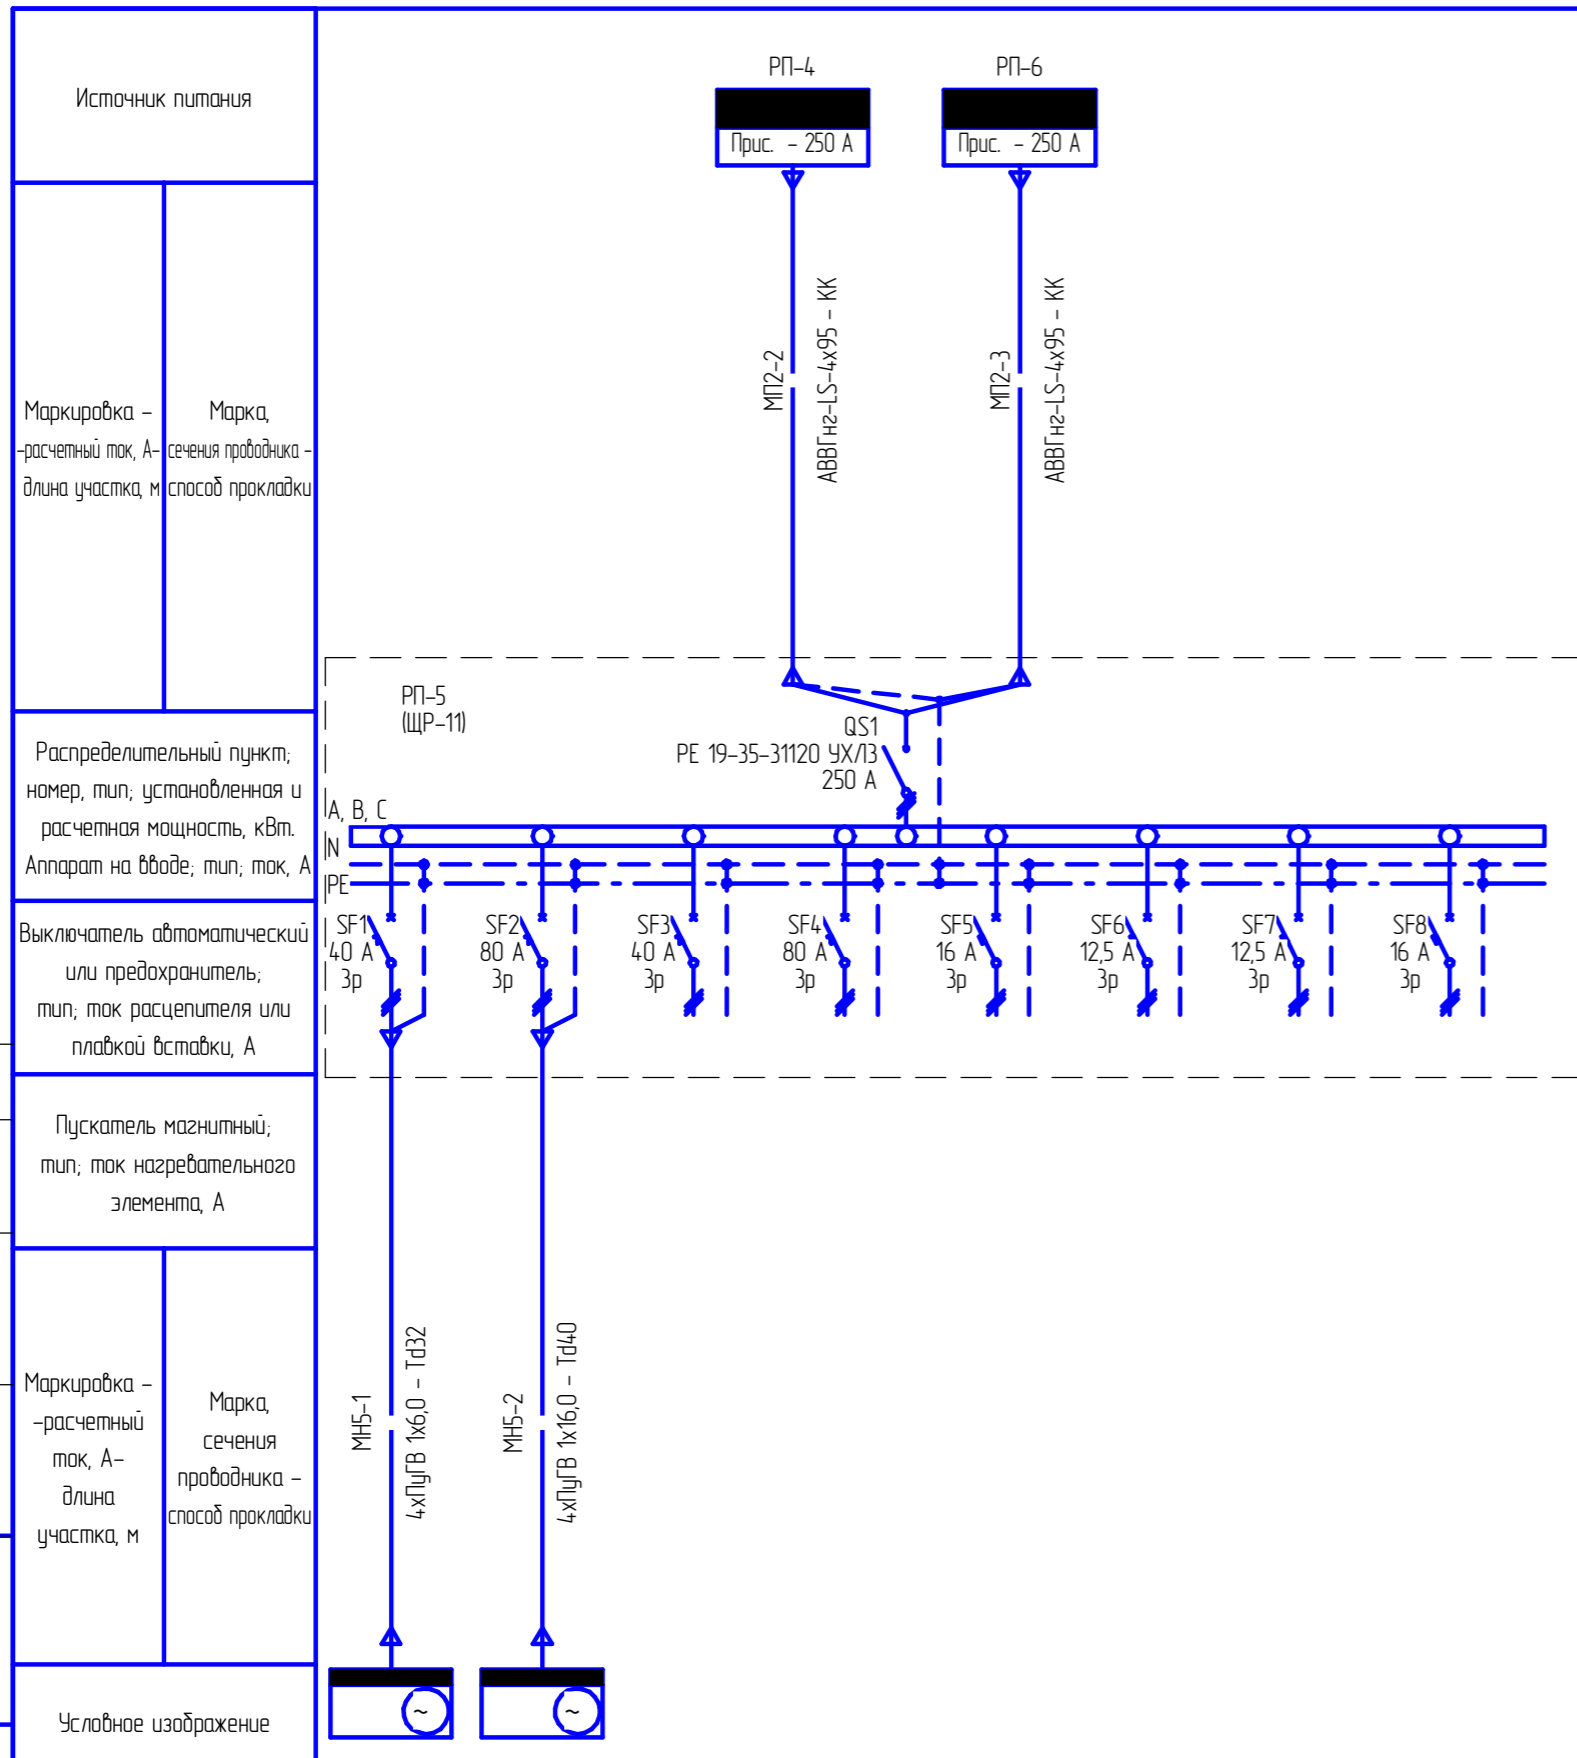 Источник питания
РП-4
РП-6
Прис. - 250 А
Прис. - 250 А
Маркировка -
-расчетный ток, А-
длина участка, м
Марка,
сечения проводника -
способ прокладки
МП2-2
АВВГнг-LS-4х95 - КК
МП2-3
АВВГнг-LS-4х95 - КК
Распределительный пункт;
номер, тип; установленная и
расчетная мощность, кВт.
Аппарат на вводе; тип; ток, А
РП-5
(ЩР-11)
QS1
РЕ 19-35-31120 УХЛ3
250 А
A, B, C
N
PE
Выключатель автоматический
или предохранитель;
тип; ток расцепителя или
плавкой вставки, А
SF1
40 А
3р
SF2
80 А
3р
SF3
40 А
3р
SF4
80 А
3р
SF5
16 А
3р
SF6
12,5 А
3р
SF7
12,5 А
3р
SF8
16 А
3р
Пускатель магнитный;
тип; ток нагревательного
элемента, А
Маркировка -
-расчетный
ток, А-
длина
участка, м
Марка,
сечения
проводника -
способ прокладки
МН5-1
4хПуГВ 1х6,0 - Td32
МН5-2
4хПуГВ 1х16,0 - Td40
Условное изображение
~
~